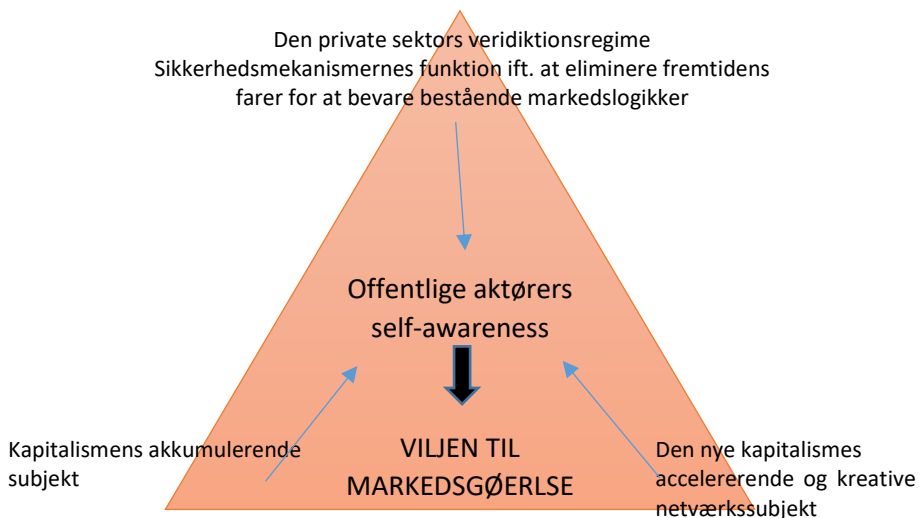 Den private sektors veridiktionsregime
Sikkerhedsmekanismernes funktion ift. at eliminere fremtidens
farer for at bevare bestående markedslogikker
Offentlige aktørers
self-awareness
Kapitalismens akkumulerende
subjekt
VILJEN TIL
MARKEDSGØERLSE
Den nye kapitalismes
accelererende og kreative
netværkssubjekt